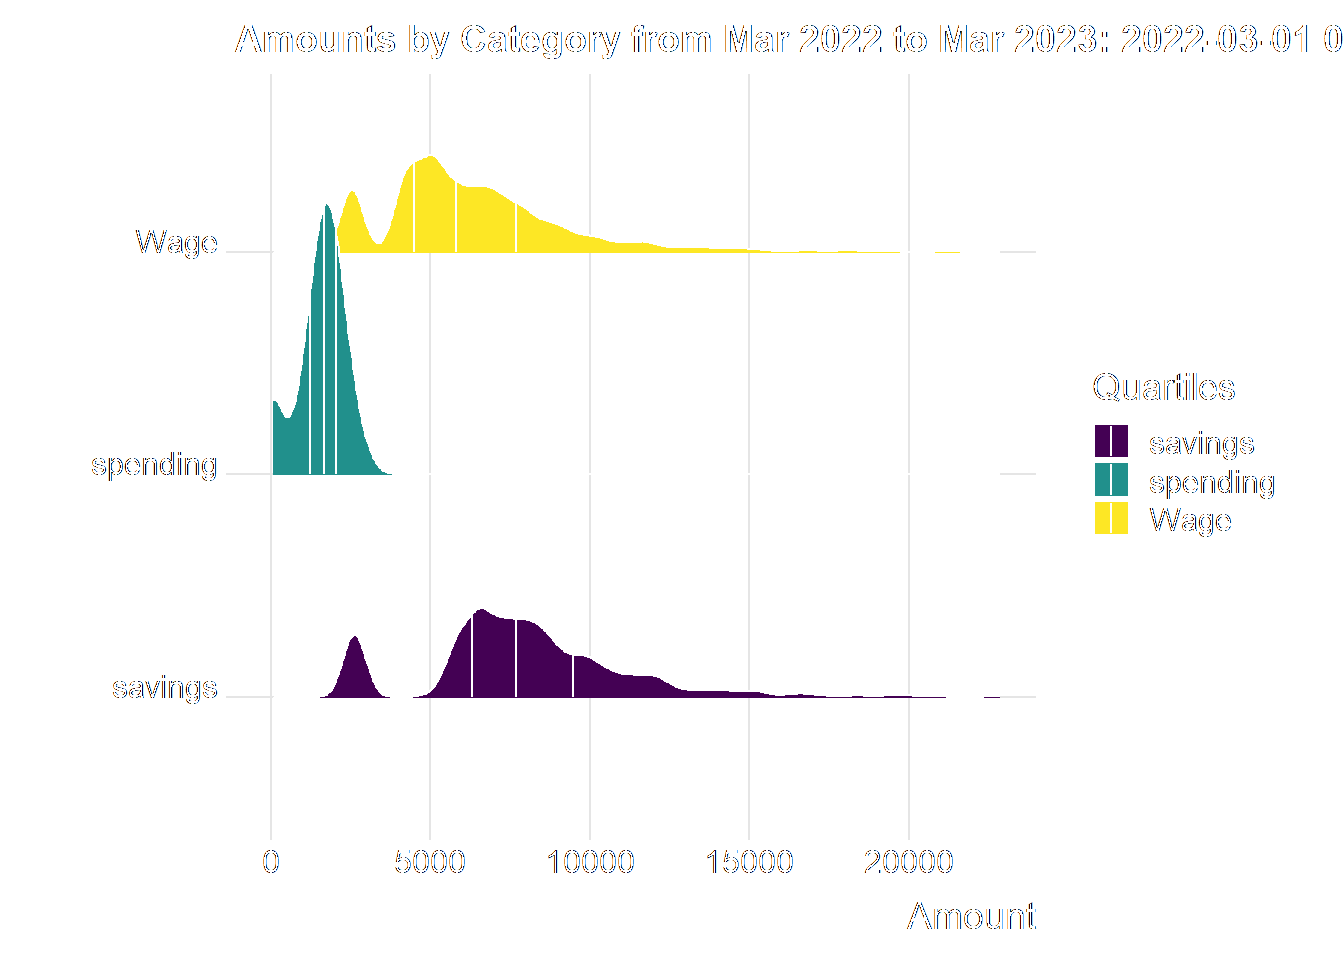 Amounts by Category from Mar 2022 to Mar 2023: 2022-03-01 0
Wage
spending
savings
Quartiles
savings
spending
Wage
0 5000 10000 15000 20000
Amount